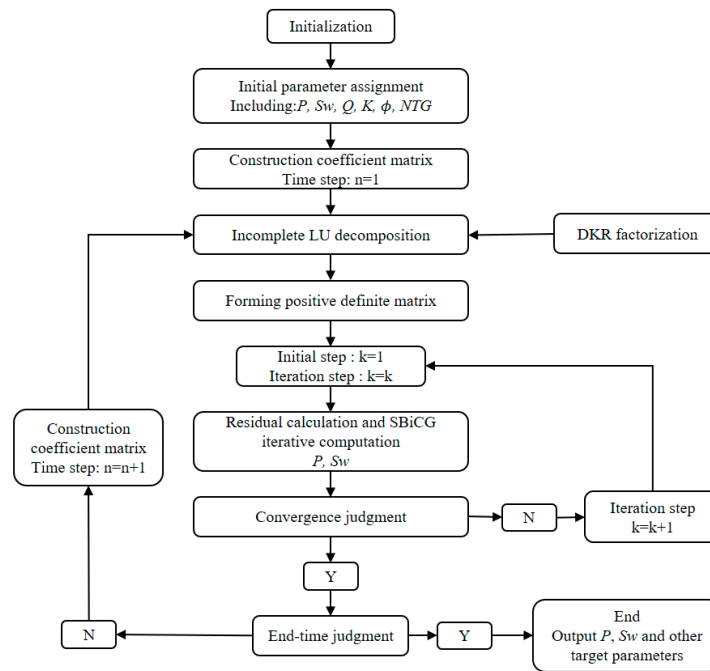 Initialization
Initial parameter assignment
Including:P, Sw, Q, K, ϕ, NTG
Construction coefficient matrix
Time step: n=1
Incomplete LU decomposition
DKR factorization
Forming positive definite matrix
Initial step : k=1
Iteration step : k=k
Construction
coefficient matrix
Time step: n=n+1
Residual calculation and SBiCG
iterative computation
P, Sw
Convergence judgment
N
Iteration step
k=k+1
Y
N
End-time judgment
Y
End
Output P, Sw and other
target parameters